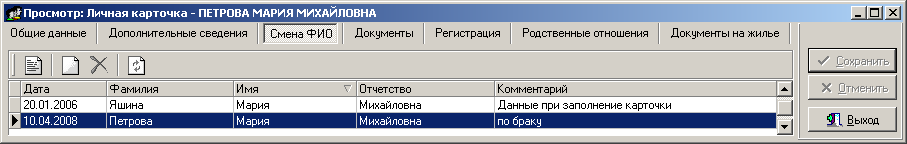 Просмотр: Личная карточка - ПЕТРОВА МАРИЯ МИХАЙЛОВНА
Общие данные Дополнительные сведения Смена ФИО Документы Регистрация Родственные отношения Документы на жилье
Сохранить
Отменить
Выход
Дата Фамилия Имя Отчетство Комментарий
20.01.2006 Яшина Мария Михайловна Данные при заполнение карточки
10.04.2008 Петрова Мария Михайловна по браку